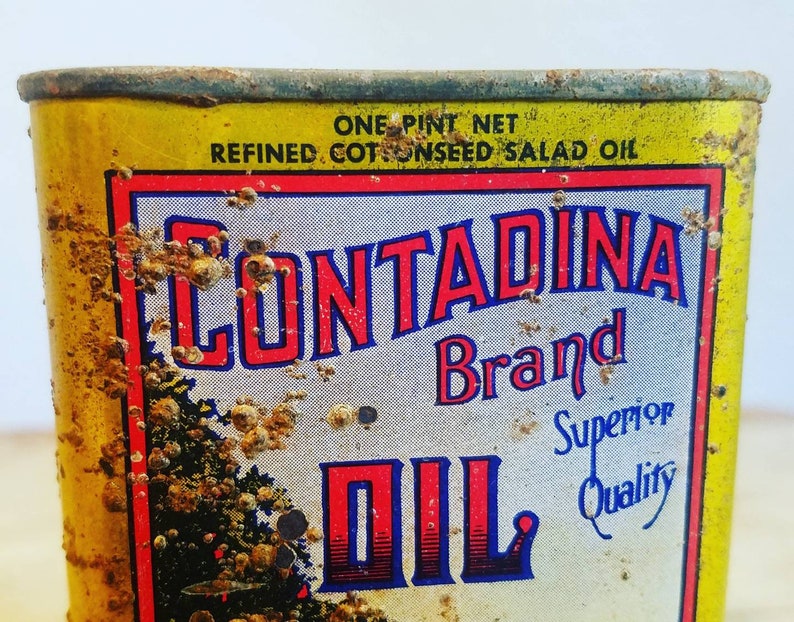 ONE PINT NET
REFINED COTTONSEED SALAD OIL
CONTADINA
Brand
Superior
Quality
OIL